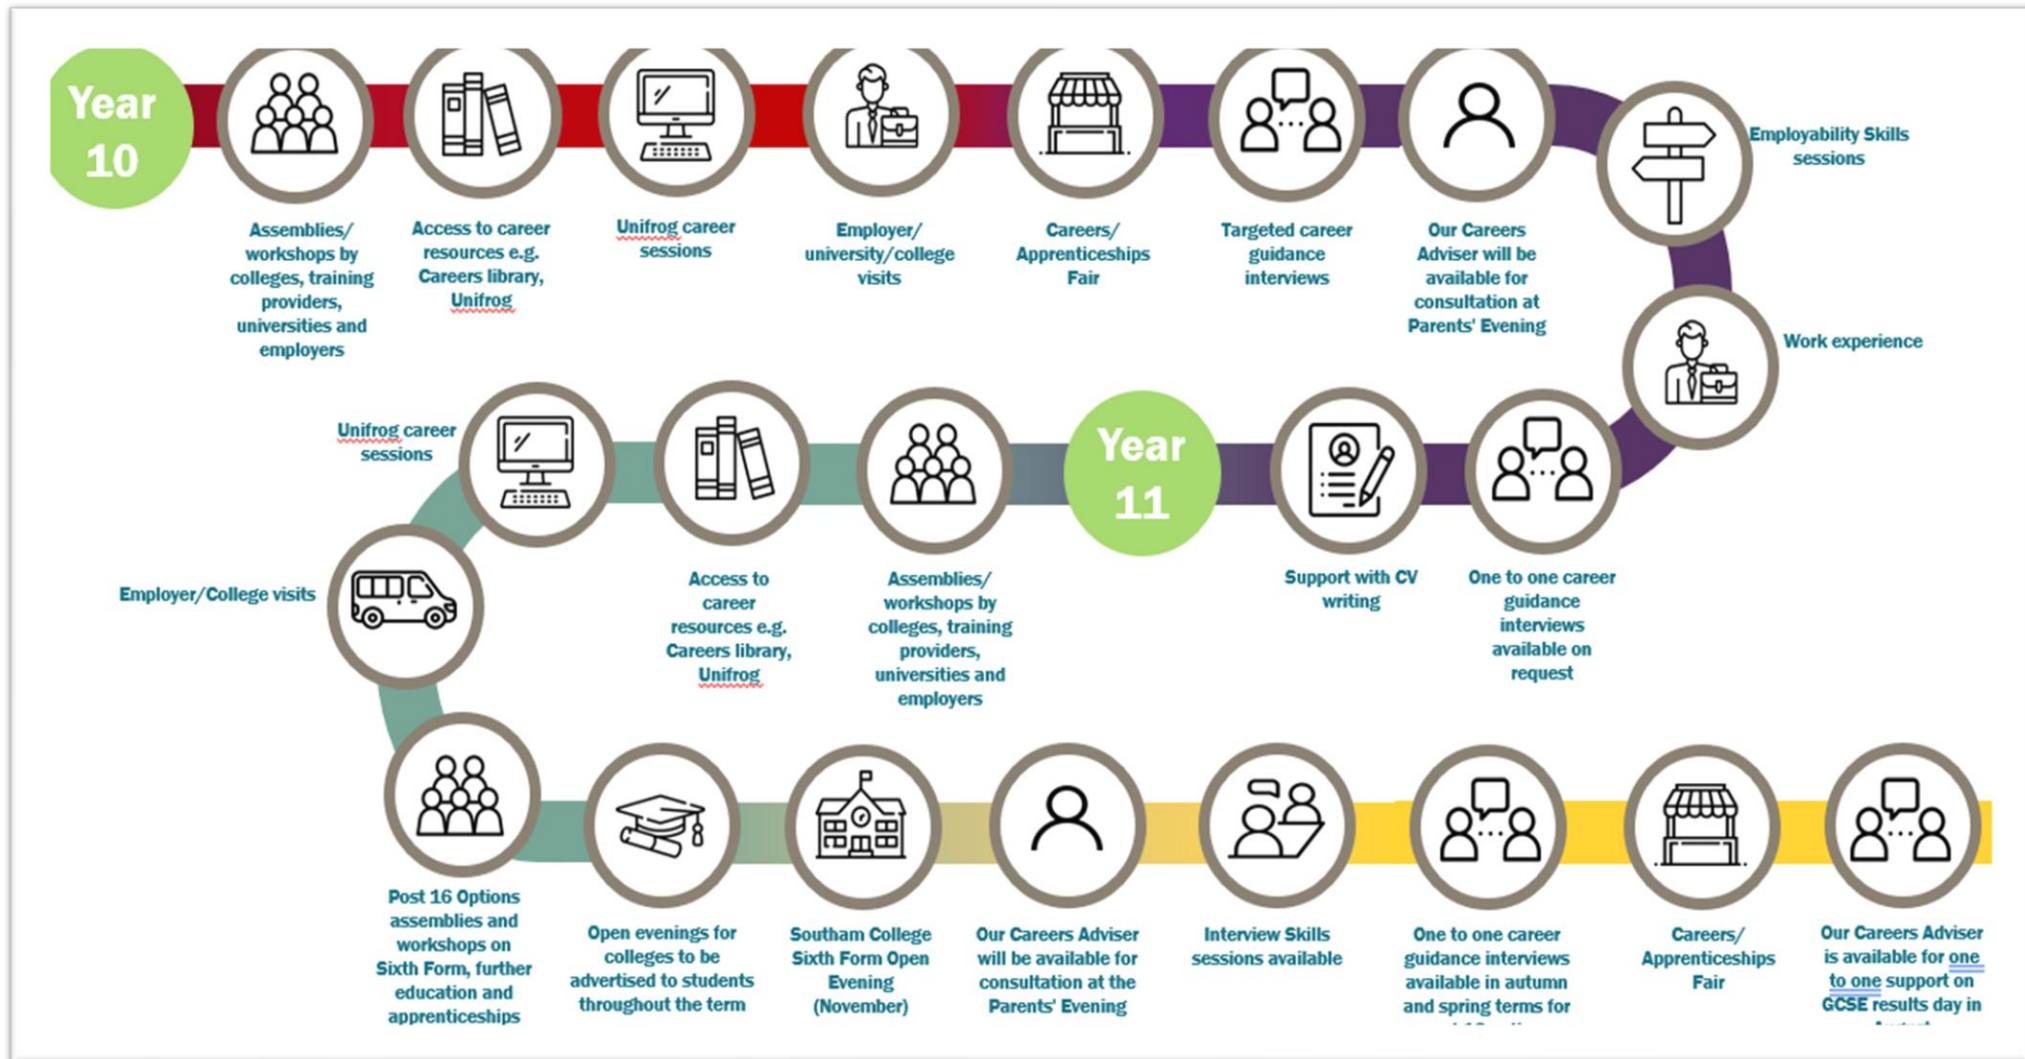 Year
10
Assemblies/
workshops by
colleges, training
providers,
universities and
employers
Access to career
resources e.g.
Careers library,
Unifrog
Unifrog career
sessions
Employer/
university/college
visits
Careers/
Apprenticeships
Fair
Targeted career
guidance
interviews
Our Careers
Adviser will be
available for
consultation at
Parents' Evening
Employability Skills
sessions
Work experience
One to one career
guidance
interviews
available on
request
Support with CV
writing
Year
11
Assemblies/
workshops by
colleges, training
providers,
universities and
employers
Access to
career
resources e.g.
Careers library,
Unifrog
Unifrog career
sessions
Employer/College visits
Post 16 Options
assemblies and
workshops on
Sixth Form, further
education and
apprenticeships
Open evenings for
colleges to be
advertised to students
throughout the term
Southam College
Sixth Form Open
Evening
(November)
Our Careers Adviser
will be available for
consultation at the
Parents' Evening
Interview Skills
sessions available
One to one career
guidance interviews
available in autumn
and spring terms for
Careers/
Apprenticeships
Fair
Our Careers Adviser
is available for one
to one support on
GCSE results day in